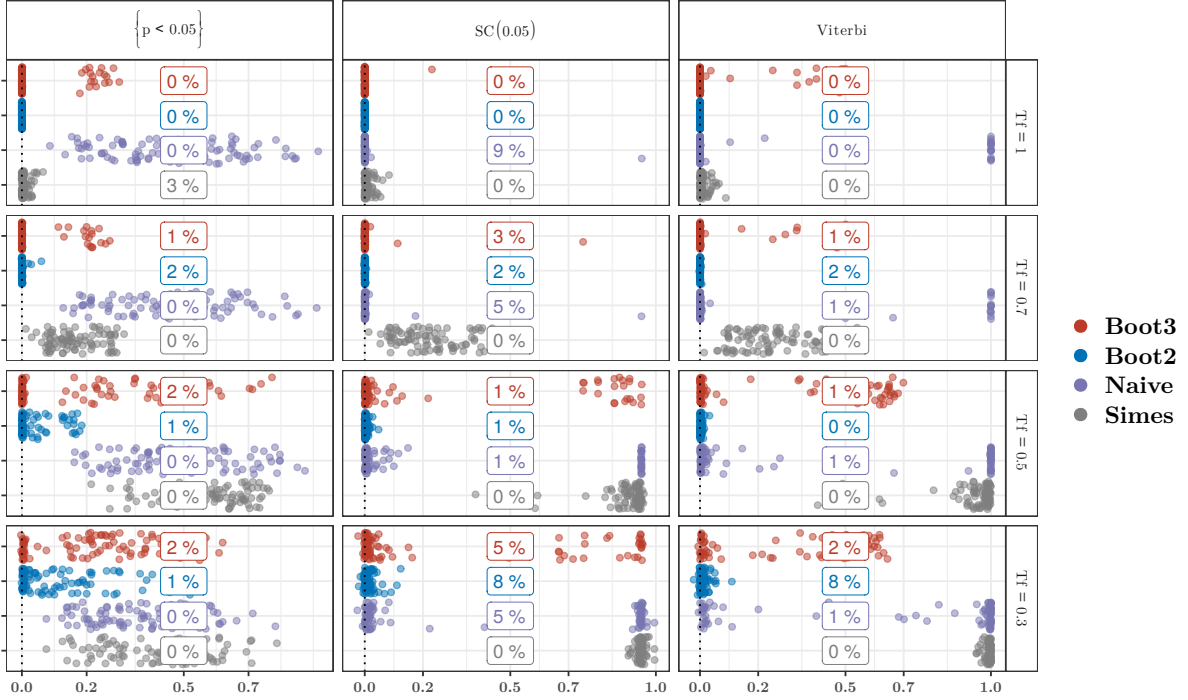 {p < 0.05} SC(0.05) Viterbi
0 % 0 % 0 %
0 % 0 % 0 %
0 % 9 % 0 %
3 % 0 % 0 %
Tf = 1
1 % 3 % 1 %
2 % 2 % 2 %
0 % 5 % 1 %
0 % 0 % 0 %
Tf = 0.7
2 % 1 % 1 %
1 % 1 % 0 %
0 % 1 % 1 %
0 % 0 % 0 %
Tf = 0.5
2 % 5 % 2 %
1 % 8 % 8 %
0 % 5 % 1 %
0 % 0 % 0 %
Tf = 0.3
0.0 0.2 0.5 0.7 0.0 0.2 0.5 0.7 1.0 0.0 0.2 0.5 0.7 1.0
Boot3
Boot2
Naive
Simes